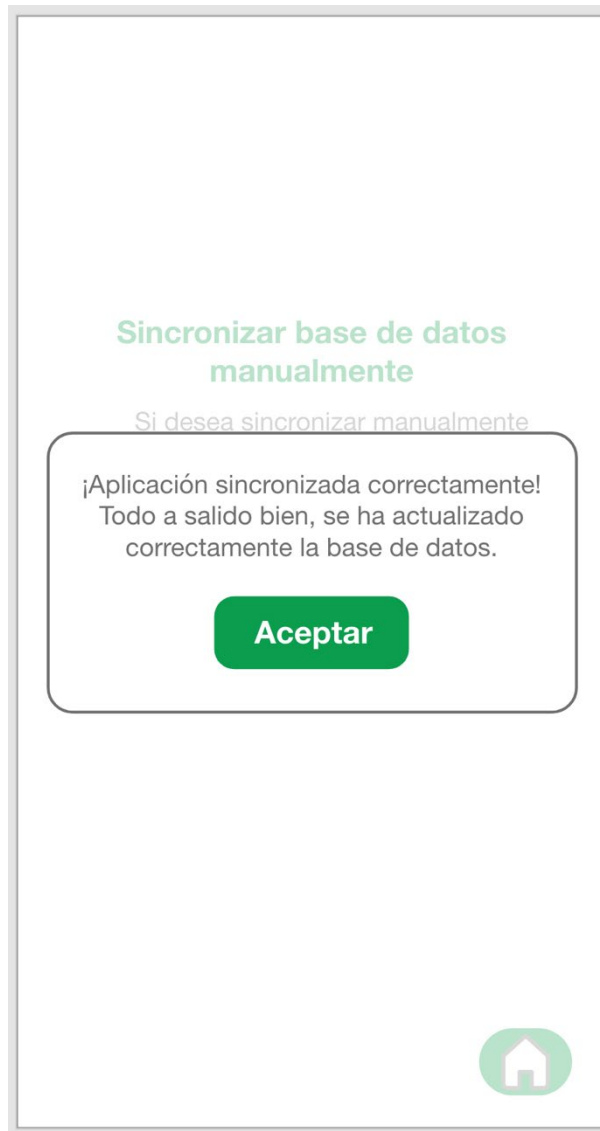 Sincronizar base de datos
manualmente
Si desea sincronizar manualmente
¡Aplicación sincronizada correctamente!
Todo a salido bien, se ha actualizado
correctamente la base de datos.
Aceptar